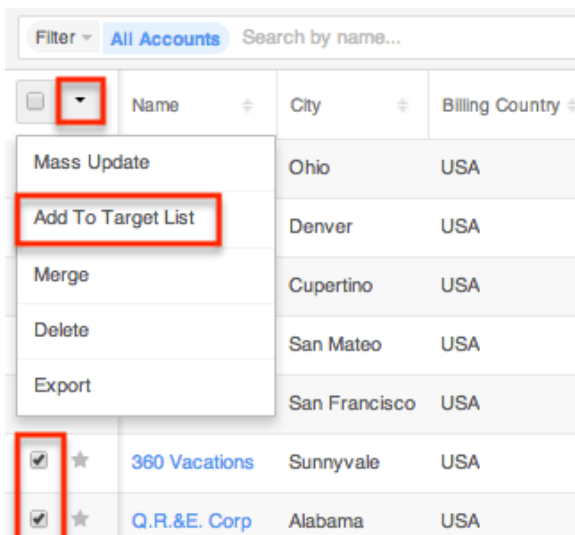 Filter All Accounts Search by name...
Name City Billing Country
Mass Update
Ohio USA
Add To Target List
Denver USA
Merge
Cupertino USA
Delete
San Mateo USA
Export
San Francisco USA
360 Vacations Sunnyvale USA
Q.R.&E. Corp Alabama USA